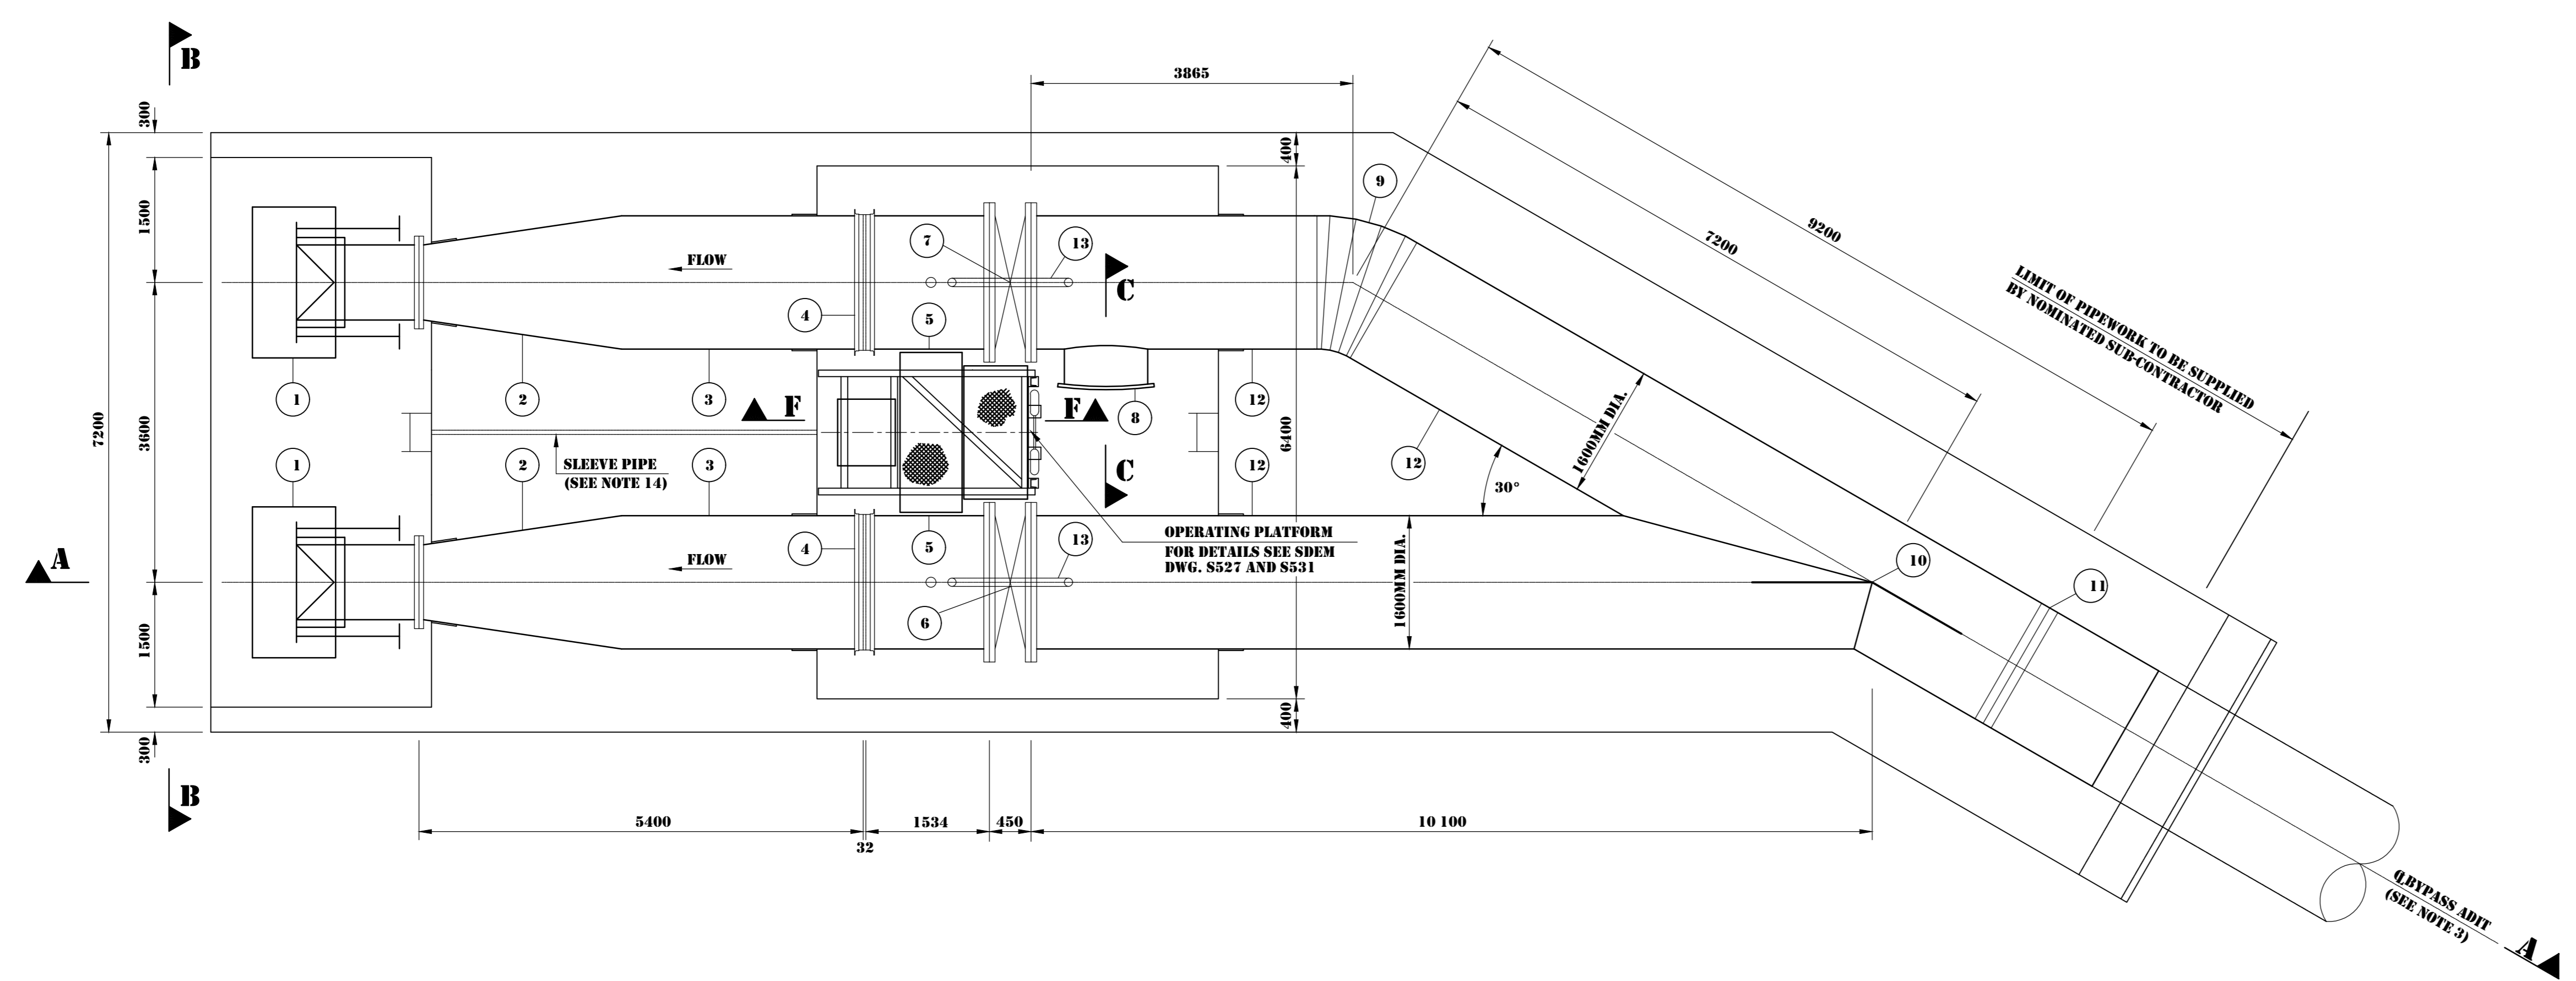 B
3865
300
400
9
9200
7200
1500
7
13
FLOW
C
LIMIT OF PIPEWORK TO BE SUPPLIED
BY NOMINATED SUB-CONTRACTOR
4
5
1
2
3
F
F
8
12
7200
3600
6400
1600MM DIA.
1
2
3
SLEEVE PIPE
(SEE NOTE 14)
C
12
12
30°
OPERATING PLATFORM
FOR DETAILS SEE SDEM
DWG. S527 AND S531
A
FLOW
4
5
13
1600MM DIA.
10
11
6
1500
400
300
B
5400
32
1534
450
10 100
℄ BYPASS ADIT
(SEE NOTE 3)
A